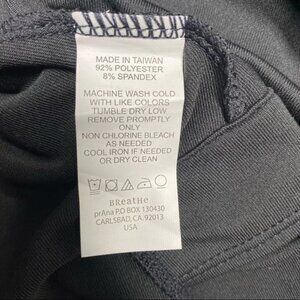 MADE IN TAIWAN
92% POLYESTER
8% SPANDEX
MACHINE WASH COLD
WITH LIKE COLORS
TUMBLE DRY LOW
REMOVE PROMPTLY
ONLY
NON CHLORINE BLEACH
AS NEEDED
COOL IRON IF NEEDED
OR DRY CLEAN
BReatHe
prAna P.O BOX 130430
CARLSBAD, CA. 92013
USA